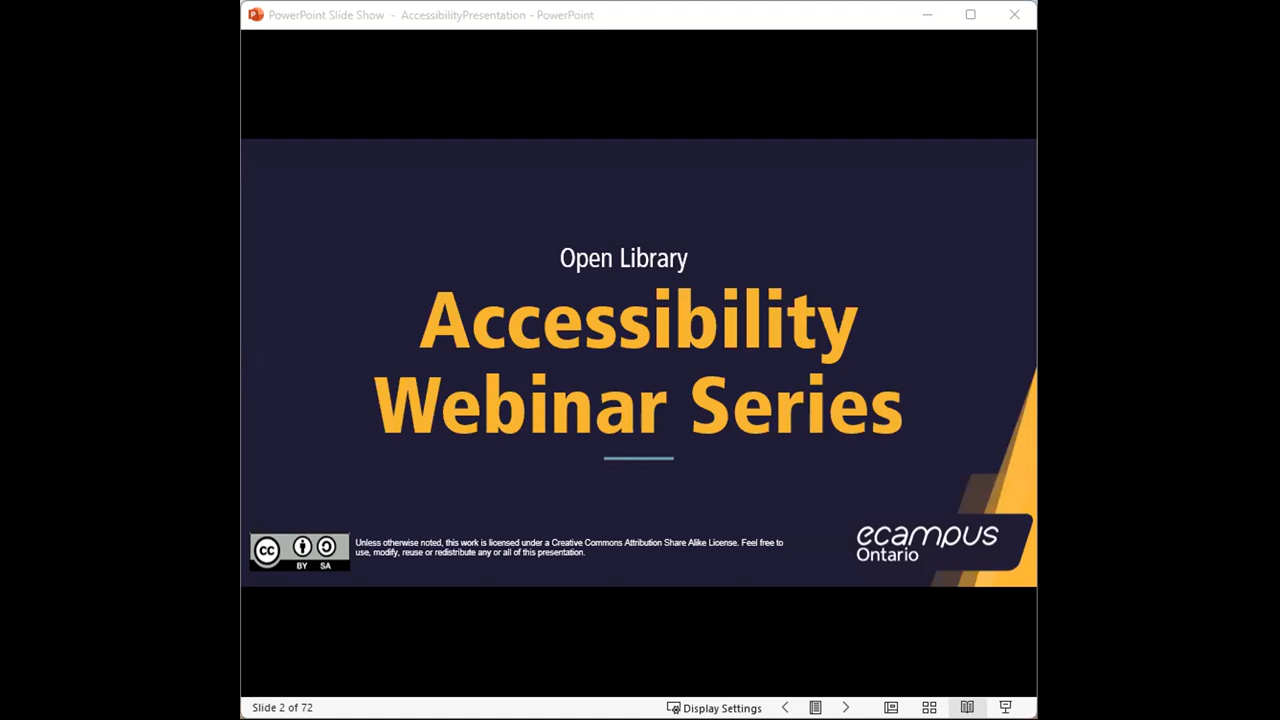 PowerPoint Slide Show - AccessibilityPresentation - PowerPoint
Open Library
Accessibility
Webinar Series
Unless otherwise noted, this work is licensed under a Creative Commons Attribution Share Alike License. Feel free to
use, modify, reuse or redistribute any or all of this presentation.
cc
BY SA
ecampus
Ontario
Slide 2 of 72
Display Settings